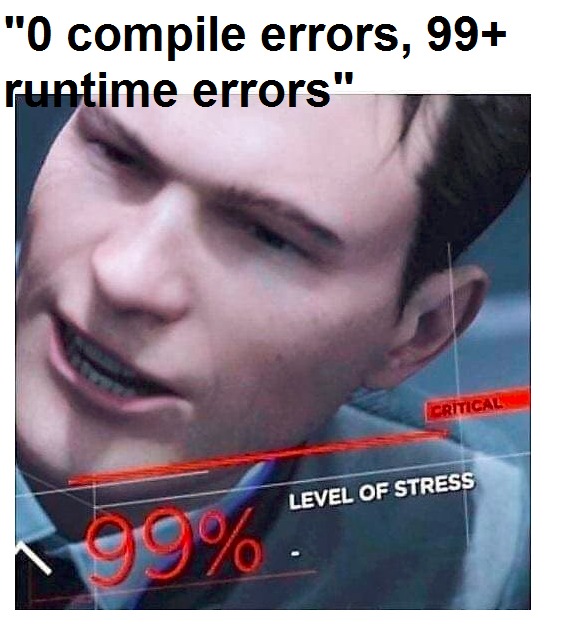 "0 compile errors, 99+
runtime errors"
CRITICAL
LEVEL OF STRESS
99%